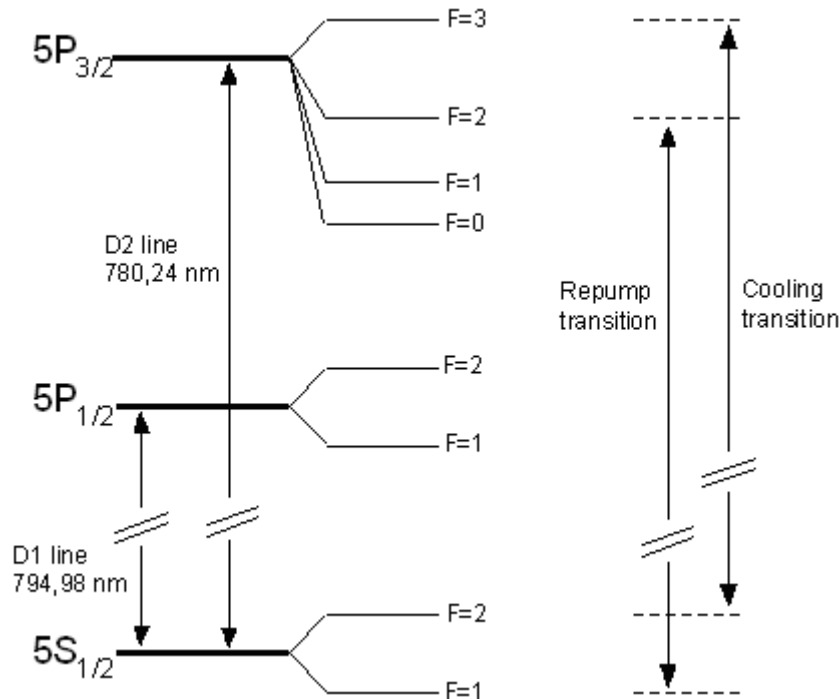 F=3
5P3/2
F=2
F=1
F=0
D2 line
780,24 nm
Repump
transition
Cooling
transition
F=2
5P1/2
F=1
D1 line
794,98 nm
F=2
5S1/2
F=1